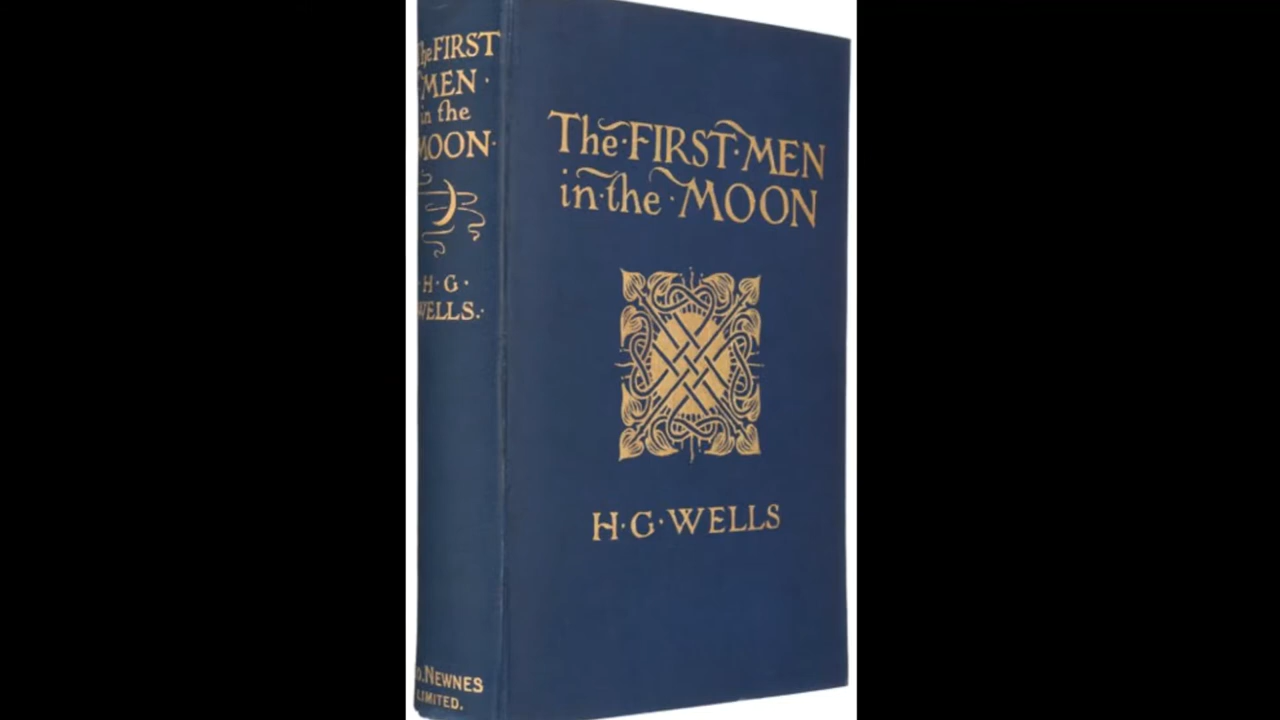 The FIRST
MEN ·
in the
MOON ·
· H · G ·
WELLS. ·
NEWNES
LIMITED.
The · FIRST · MEN
in · the · MOON
H · G · WELLS